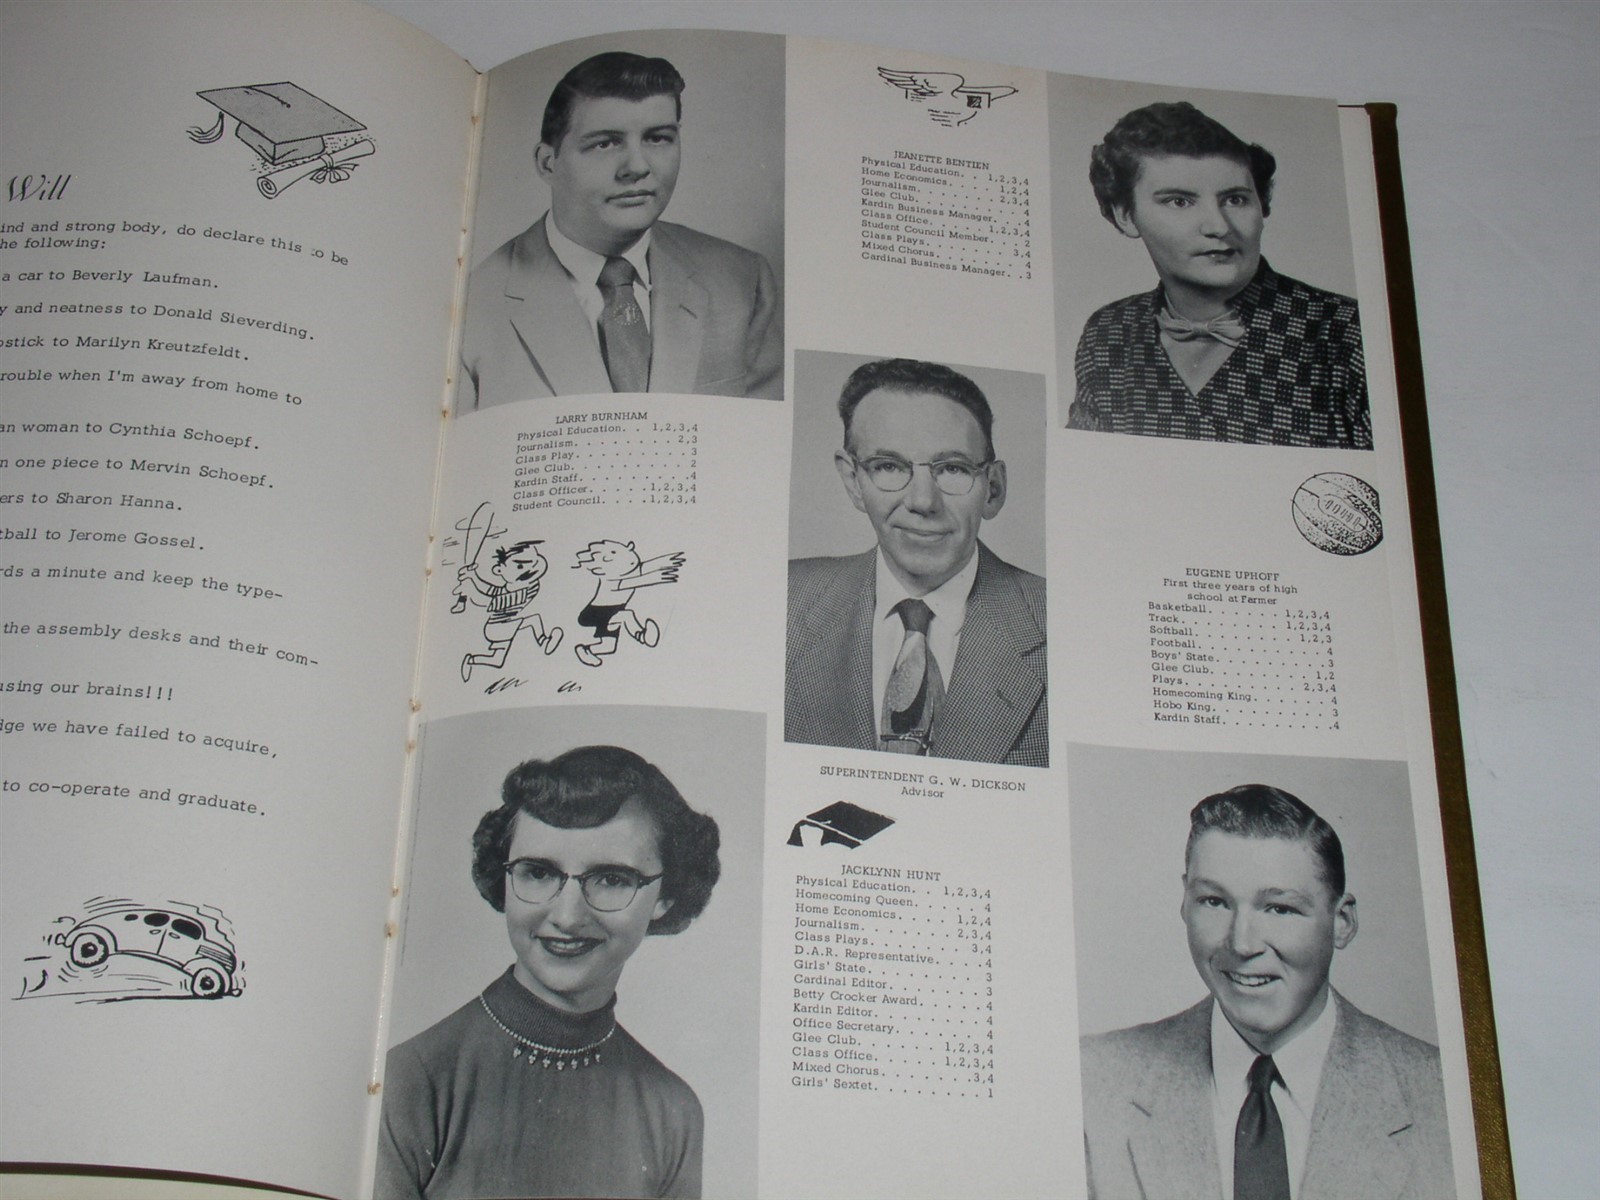 Will
ind and strong body, do declare this to be
he following:
a car to Beverly Laufman.
y and neatness to Donald Sieverding.
stick to Marilyn Kreutzfeldt.
rouble when I'm away from home to
an woman to Cynthia Schoepf.
n one piece to Mervin Schoepf.
ers to Sharon Hanna.
tball to Jerome Gossel.
rds a minute and keep the type-
the assembly desks and their com-
using our brains!!!
dge we have failed to acquire,
to co-operate and graduate.
LARRY BURNHAM
Physical Education. . 1,2,3,4
Journalism. . . . . . . . 2,3
Class Play. . . . . . . . . 3
Glee Club. . . . . . . . . 2
Kardin Staff. . . . . . . . .4
Class Officer. . . . . 1,2,3,4
Student Council. . . . .1,2,3,4
JEANETTE BENTIEN
Physical Education. . 1,2,3,4
Home Economics. . . . 1,2,4
Journalism. . . . . . . 2,3,4
Glee Club. . . . . . . . . 4
Kardin Business Manager. . . 4
Class Office. . . . . . 1,2,3,4
Student Council Member. . . 2
Class Plays. . . . . . . . 3,4
Mixed Chorus. . . . . . . . 4
Cardinal Business Manager. . 3
SUPERINTENDENT G. W. DICKSON
Advisor
JACKLYNN HUNT
Physical Education. . 1,2,3,4
Homecoming Queen. . . . . 4
Home Economics. . . . 1,2,4
Journalism. . . . . . . 2,3,4
Class Plays. . . . . . . . 3,4
D.A.R. Representative. . . . 4
Girls' State. . . . . . . . 3
Cardinal Editor. . . . . . . 3
Betty Crocker Award. . . . . 4
Kardin Editor. . . . . . . . 4
Office Secretary. . . . . . 4
Glee Club. . . . . . 1,2,3,4
Class Office. . . . . 1,2,3,4
Mixed Chorus. . . . . . . 3,4
Girls' Sextet. . . . . . . . 1
EUGENE UPHOFF
First three years of high
school at Farmer
Basketball. . . . . . 1,2,3,4
Track. . . . . . . . . 1,2,3,4
Softball. . . . . . . . 1,2,3
Football. . . . . . . . . . 4
Boys' State. . . . . . . . .3
Glee Club. . . . . . . . 1,2
Plays. . . . . . . . . 2,3,4
Homecoming King. . . . . . 4
Hobo King. . . . . . . . . 3
Kardin Staff. . . . . . . . .4